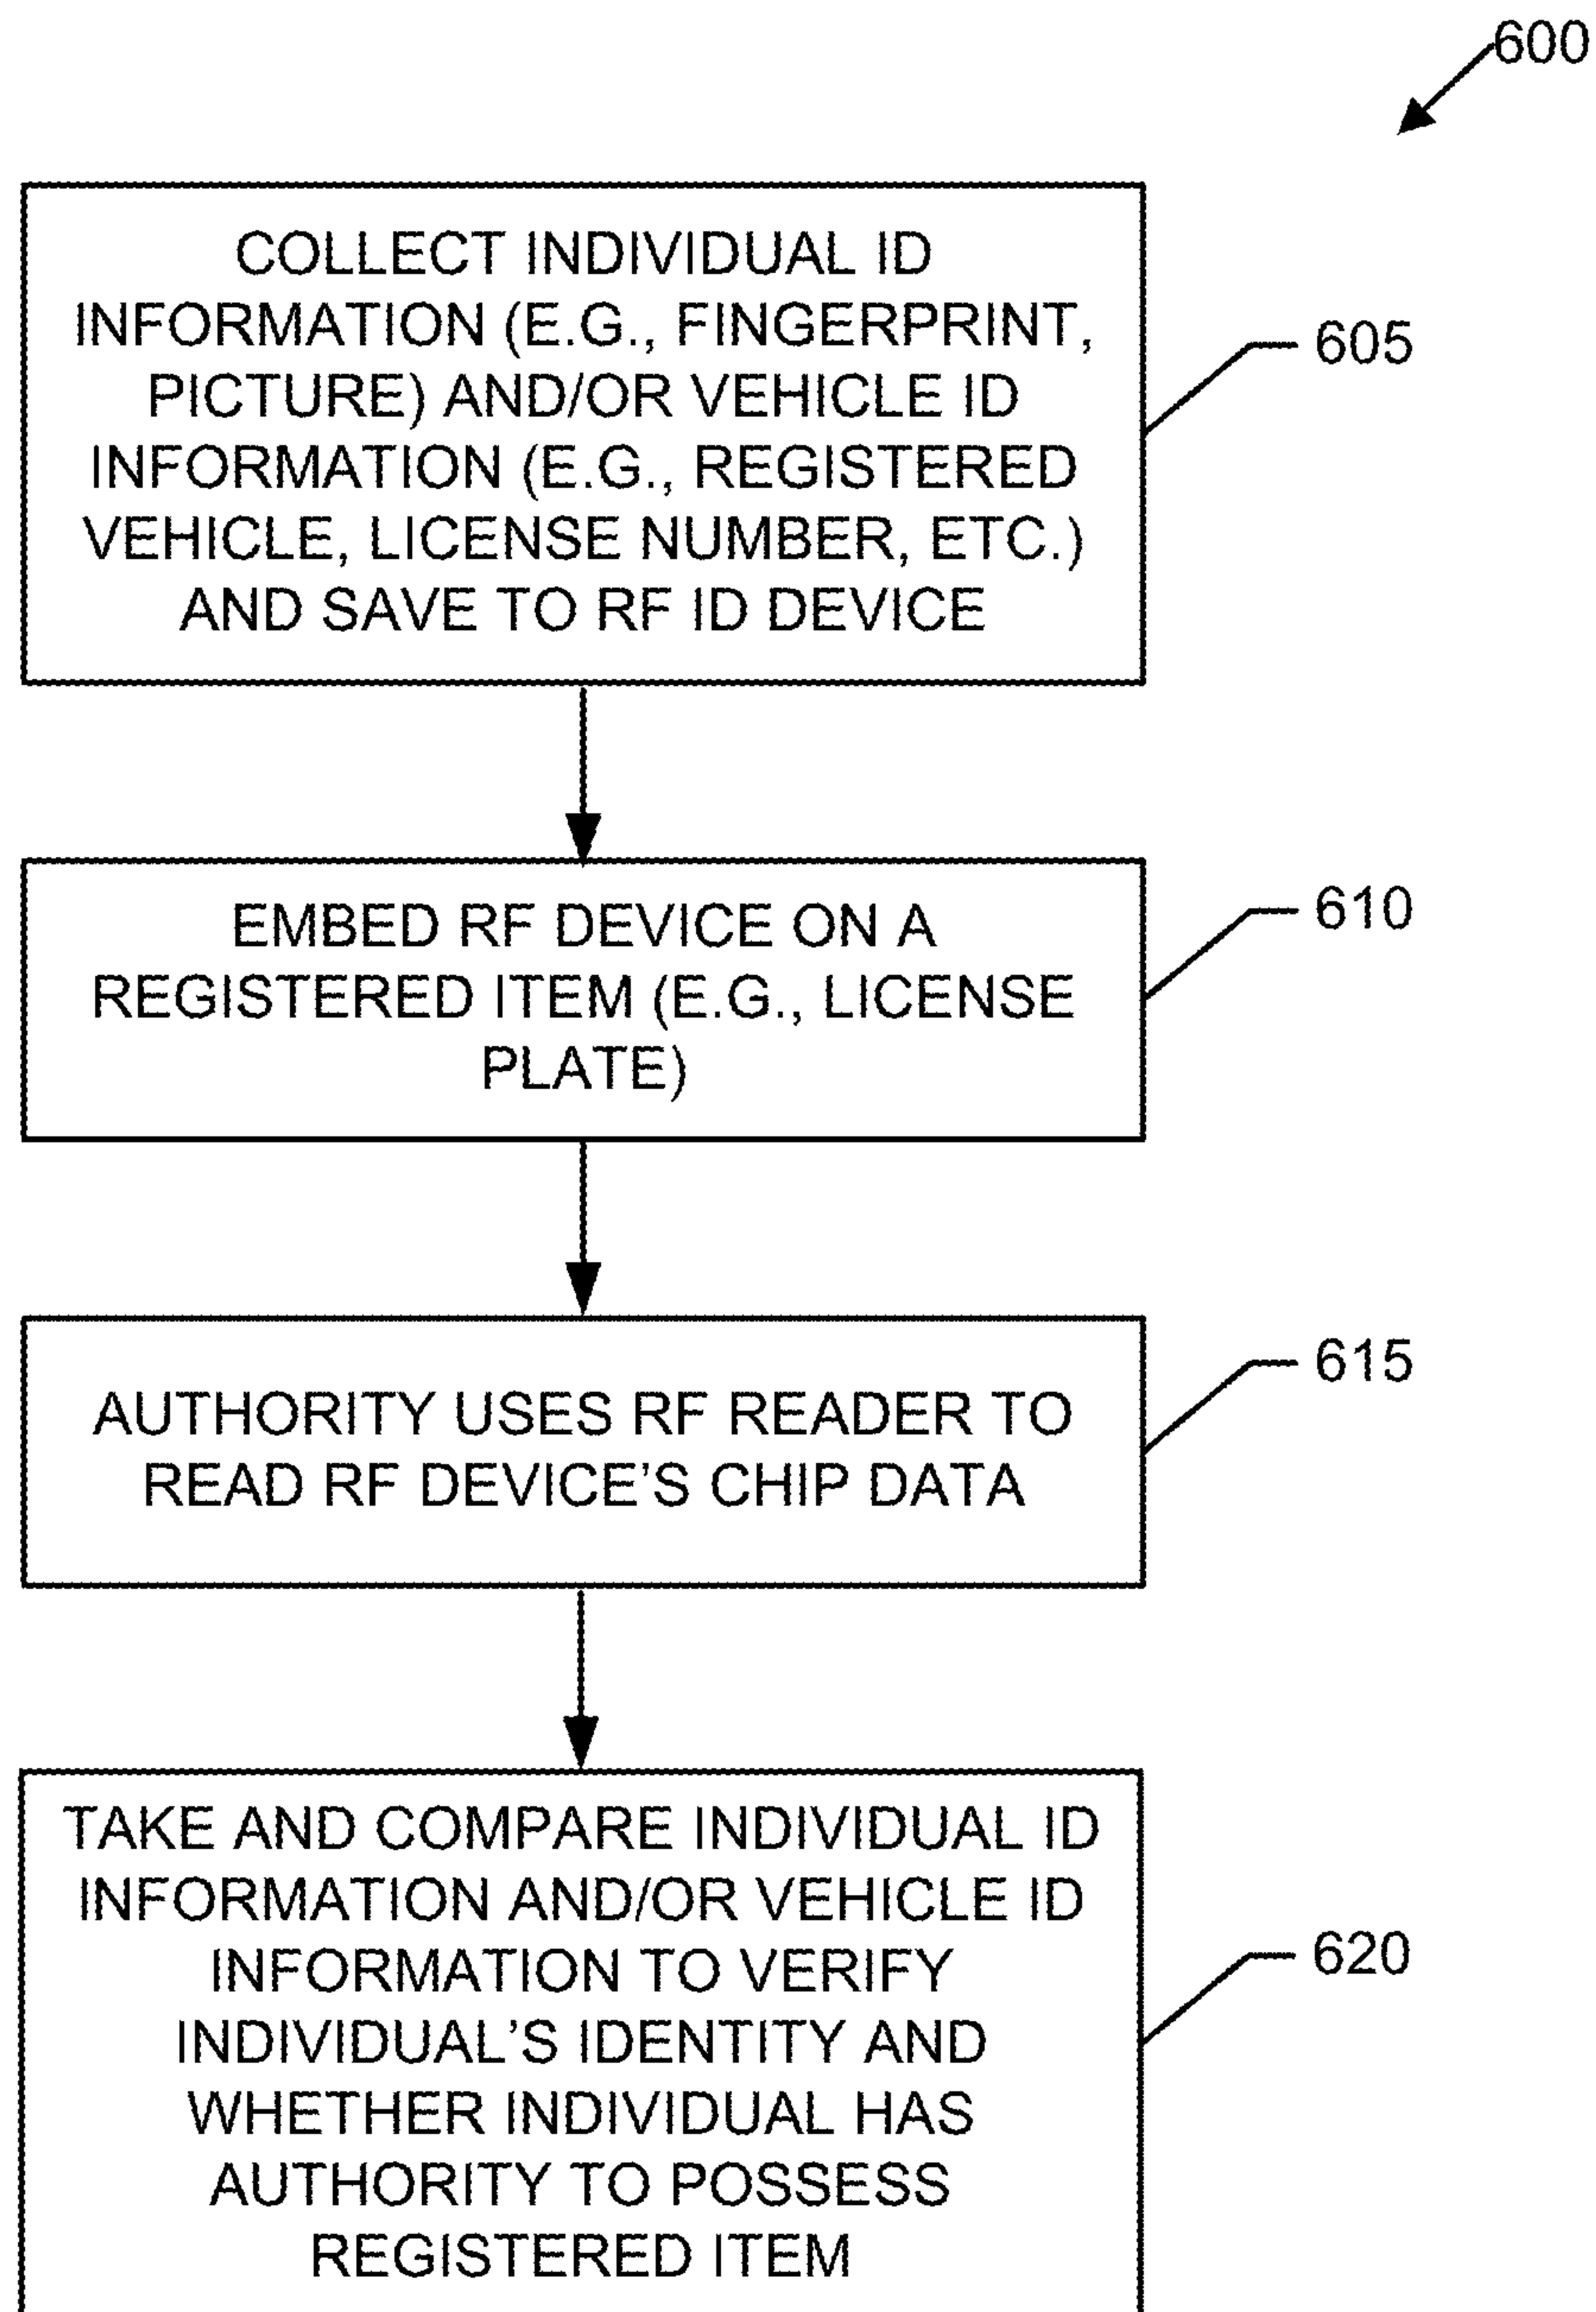 600
COLLECT INDIVIDUAL ID
INFORMATION (E.G., FINGERPRINT,
PICTURE) AND/OR VEHICLE ID
INFORMATION (E.G., REGISTERED
VEHICLE, LICENSE NUMBER, ETC.)
AND SAVE TO RF ID DEVICE
605
EMBED RF DEVICE ON A
REGISTERED ITEM (E.G., LICENSE
PLATE)
610
AUTHORITY USES RF READER TO
READ RF DEVICE'S CHIP DATA
615
TAKE AND COMPARE INDIVIDUAL ID
INFORMATION AND/OR VEHICLE ID
INFORMATION TO VERIFY
INDIVIDUAL'S IDENTITY AND
WHETHER INDIVIDUAL HAS
AUTHORITY TO POSSESS
REGISTERED ITEM
620